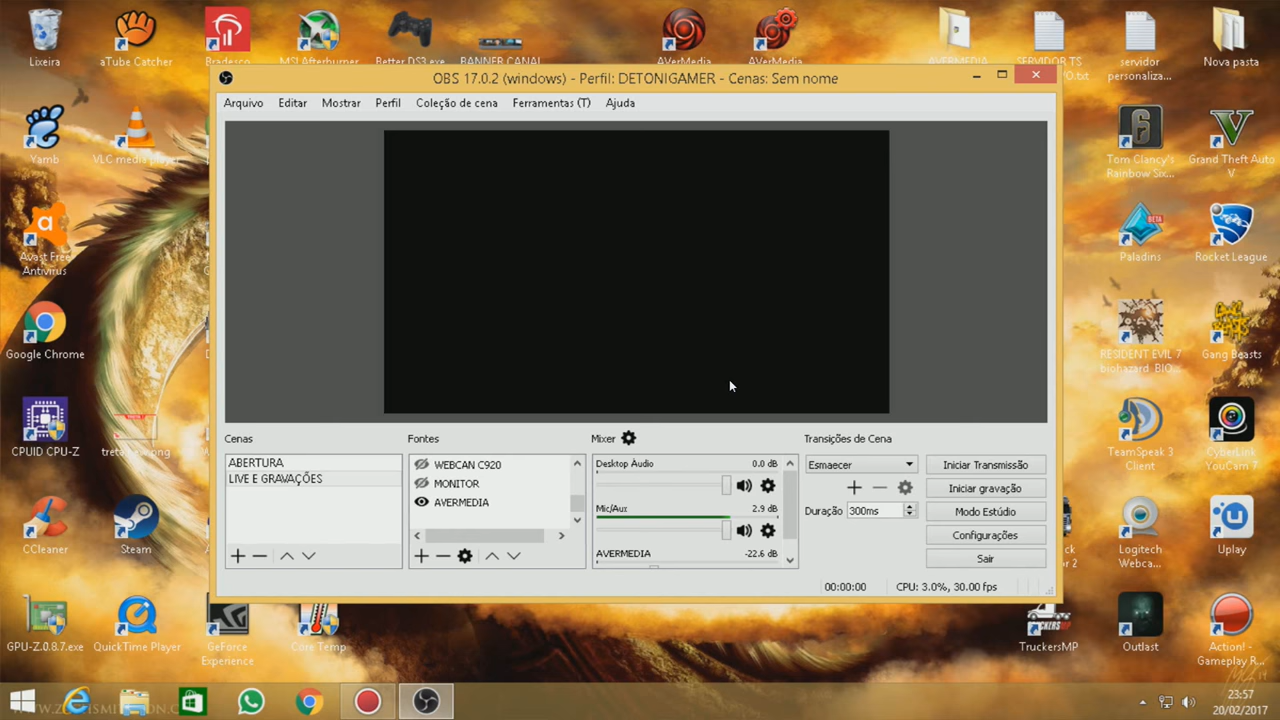 Lixeira
aTube Catcher
Bradesco
MSI Afterburner
Better DS3.exe
BANNER CANAL
AVerMedia
AVerMedia
AVERMEDIA
SERVIDOR TS
servidor
personaliza...
Nova pasta
OBS 17.0.2 (windows) - Perfil: DETONIGAMER - Cenas: Sem nome
Arquivo
Editar
Mostrar
Perfil
Coleção de cena
Ferramentas (T)
Ajuda
Yamb
VLC media player
Tom Clancy's
Rainbow Six...
Grand Theft Auto
V
Avast Free
Antivirus
Paladins
BETA
Rocket League
Google Chrome
RESIDENT EVIL 7
biohazard BIO...
Gang Beasts
CPUID CPU-Z
TeamSpeak 3
Client
CyberLink
YouCam 7
Cenas
Fontes
Mixer
Transições de Cena
ABERTURA
LIVE E GRAVAÇÕES
WEBCAN C920
MONITOR
AVERMEDIA
Desktop Audio
0.0 dB
Mic/Aux
2.9 dB
AVERMEDIA
-22.6 dB
Esmaecer
Duração
300ms
Iniciar Transmissão
Iniciar gravação
Modo Estúdio
Configurações
Sair
00:00:00
CPU: 3.0%, 30.00 fps
CCleaner
Steam
Logitech
Webca...
Uplay
GPU-Z.0.8.7.exe
QuickTime Player
GeForce
Experience
Core Temp
TruckersMP
Outlast
Action! -
Gameplay R...
23:57
20/02/2017